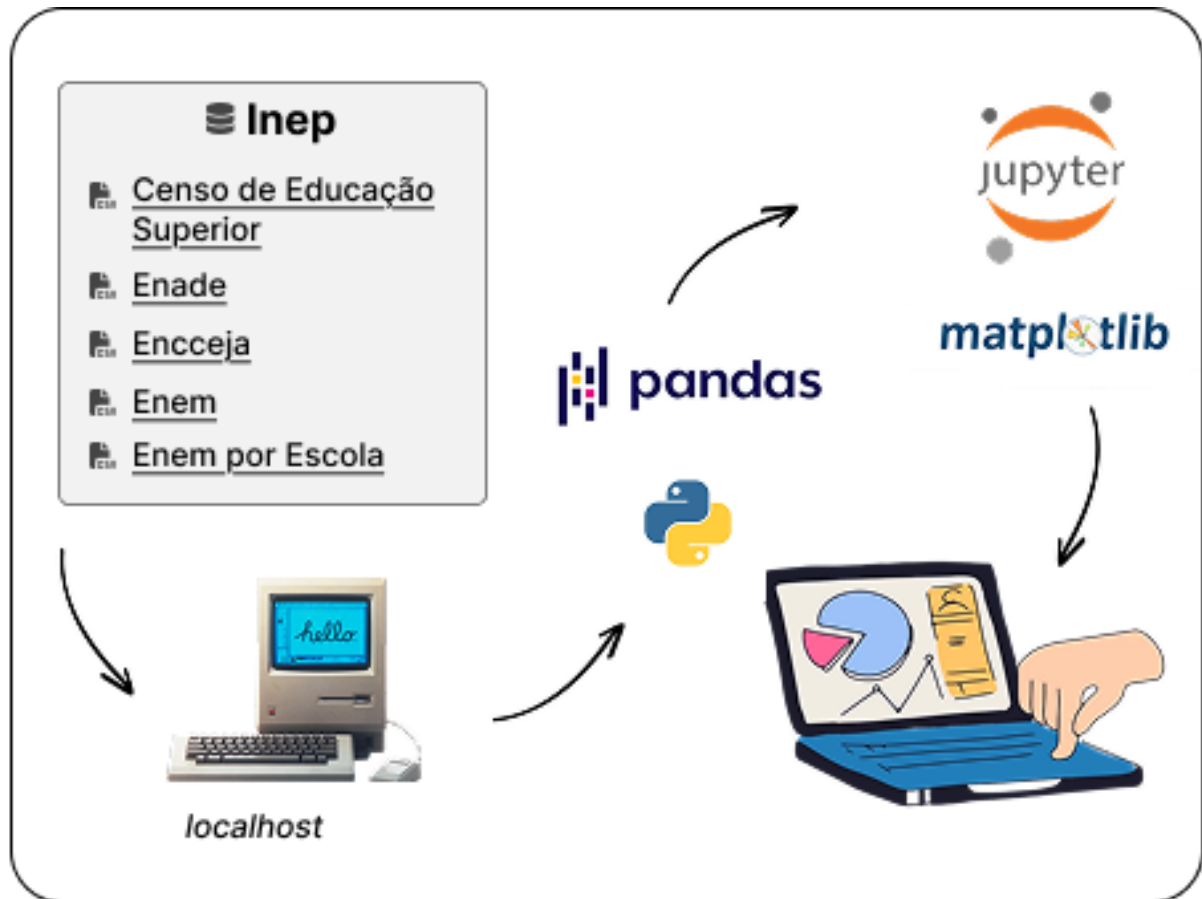 Inep
Censo de Educação
Superior
Enade
Encceja
Enem
Enem por Escola
jupyter
matplotlib
pandas
hello
localhost